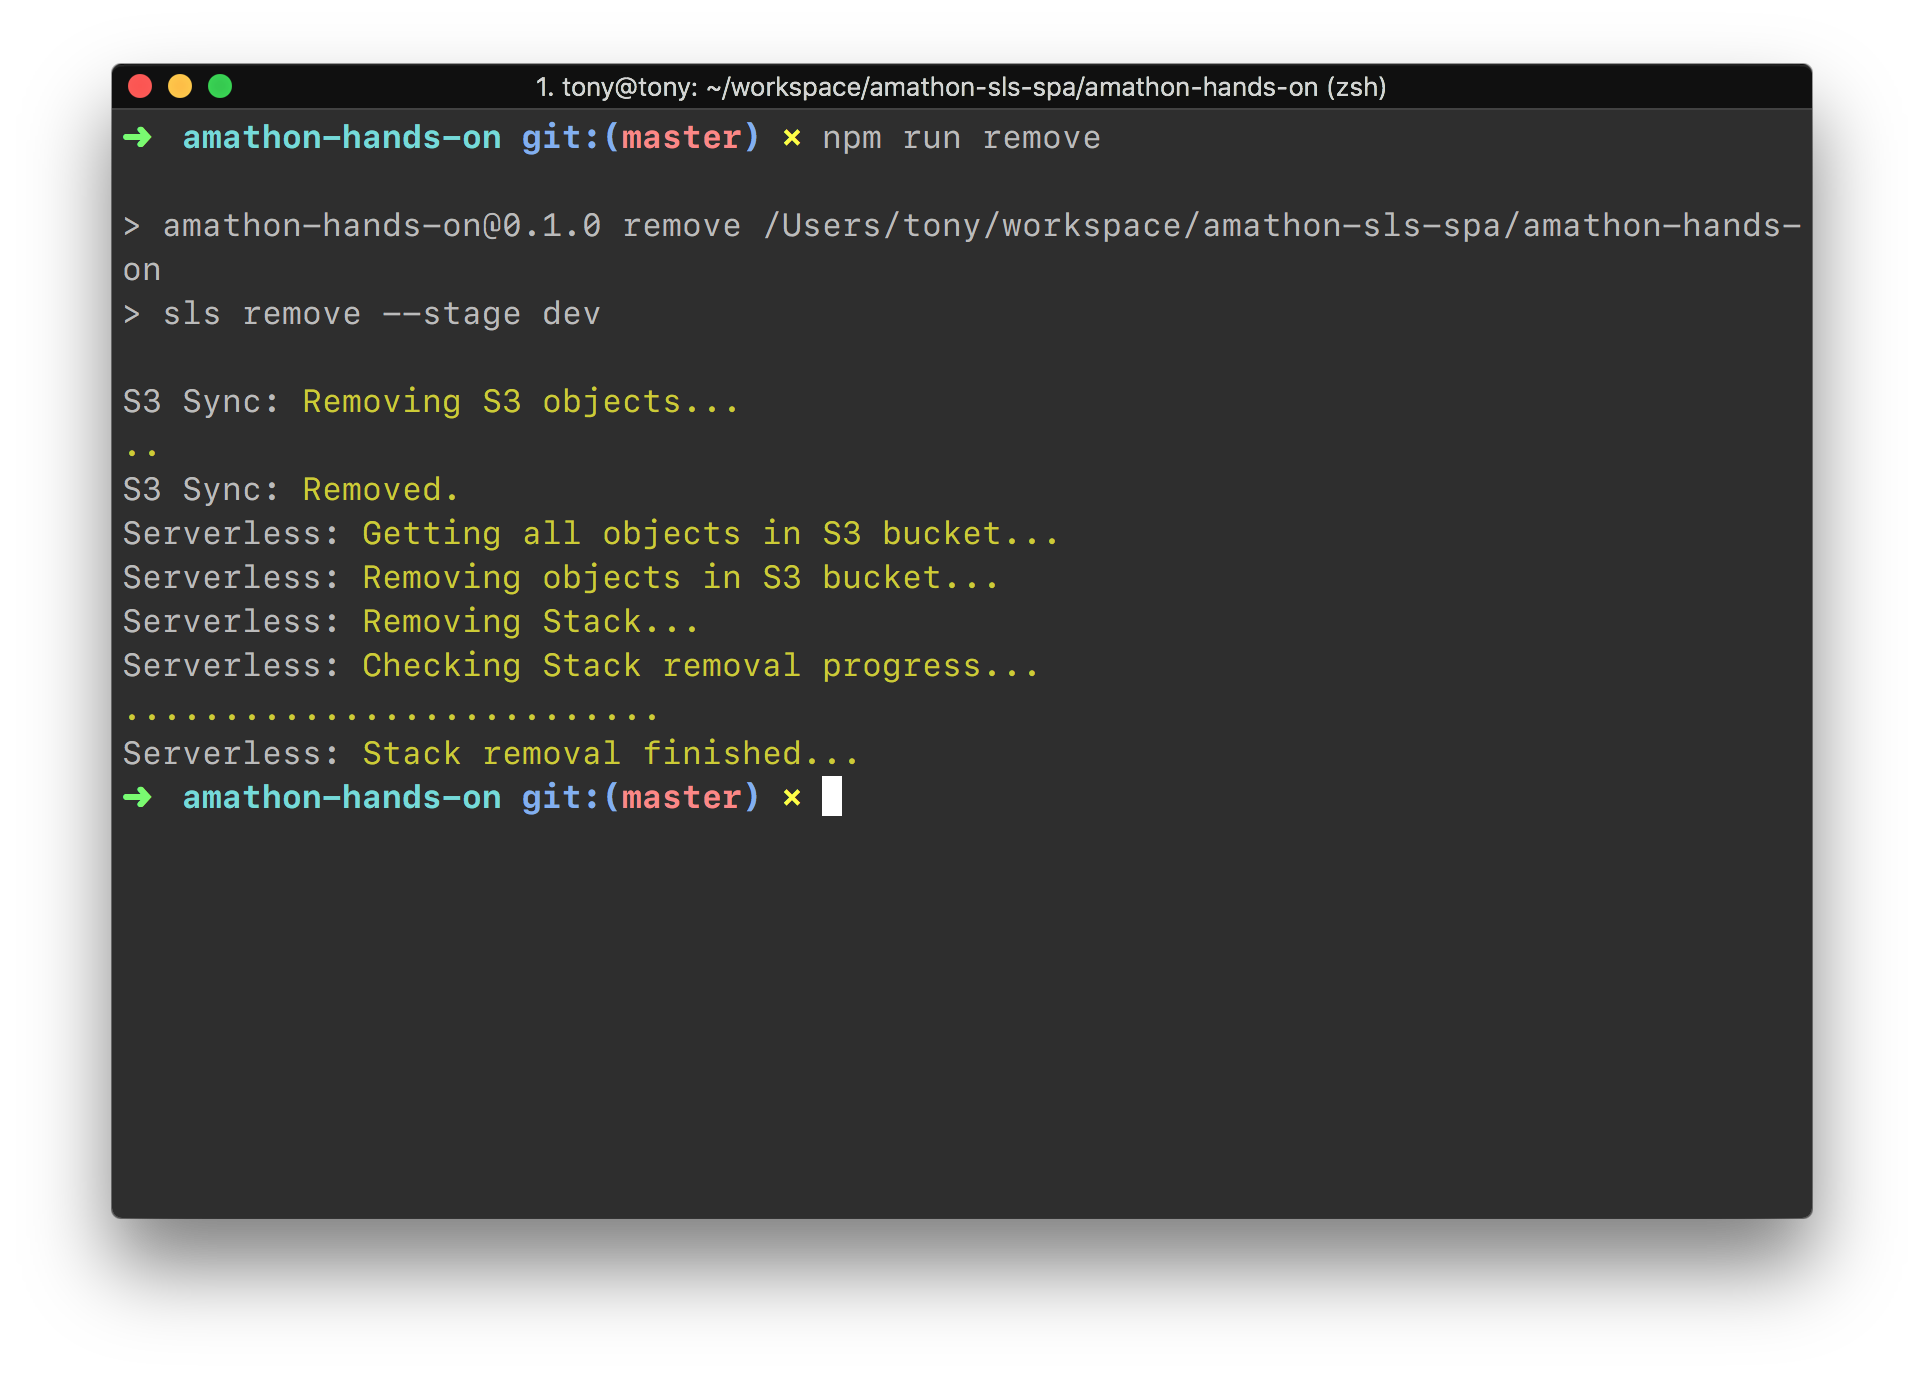 1. tony@tony: ~/workspace/amathon-sls-spa/amathon-hands-on (zsh)
➜  amathon-hands-on git:(master) ✗ npm run remove
> amathon-hands-on@0.1.0 remove /Users/tony/workspace/amathon-sls-spa/amathon-hands-
on
> sls remove --stage dev
S3 Sync: Removing S3 objects...
..
S3 Sync: Removed.
Serverless: Getting all objects in S3 bucket...
Serverless: Removing objects in S3 bucket...
Serverless: Removing Stack...
Serverless: Checking Stack removal progress...
...........................
Serverless: Stack removal finished...
➜  amathon-hands-on git:(master) ✗